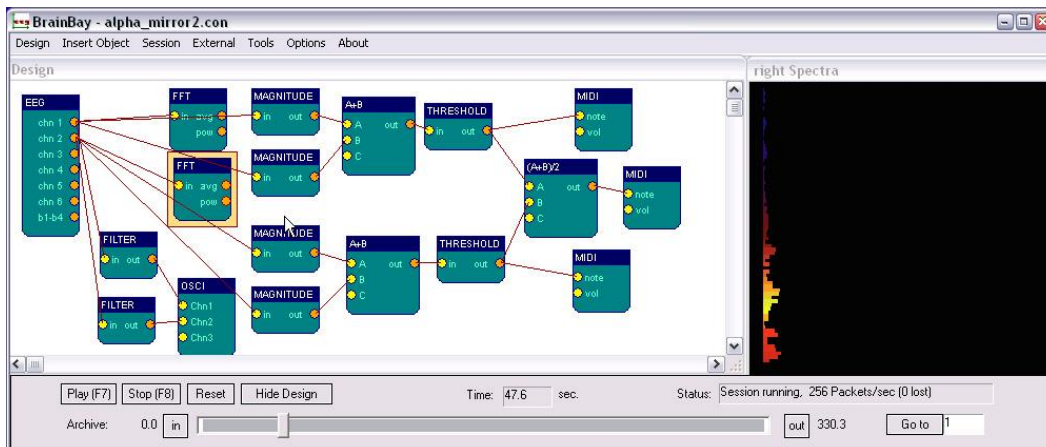 BrainBay - alpha_mirror2.con
Design Insert Object Session External Tools Options About
Design
right Spectra
EEG
chn 1
chn 2
chn 3
chn 4
chn 5
chn 6
b1-b4
FFT
in avg
pow
FFT
in avg
pow
MAGNITUDE
in out
MAGNITUDE
in out
MAGNITUDE
in out
MAGNITUDE
in out
A+B
A out
B
C
A+B
A out
B
C
THRESHOLD
in out
THRESHOLD
in out
MIDI
note
vol
(A+B)/2
A out
B
C
MIDI
note
vol
MIDI
note
vol
FILTER
in out
FILTER
in out
OSCI
Chn1
Chn2
Chn3
Play (F7) Stop (F8) Reset Hide Design Time: 47.6 sec. Status: Session running, 256 Packets/sec (0 lost)
Archive: 0.0 in out 330.3 Go to 1